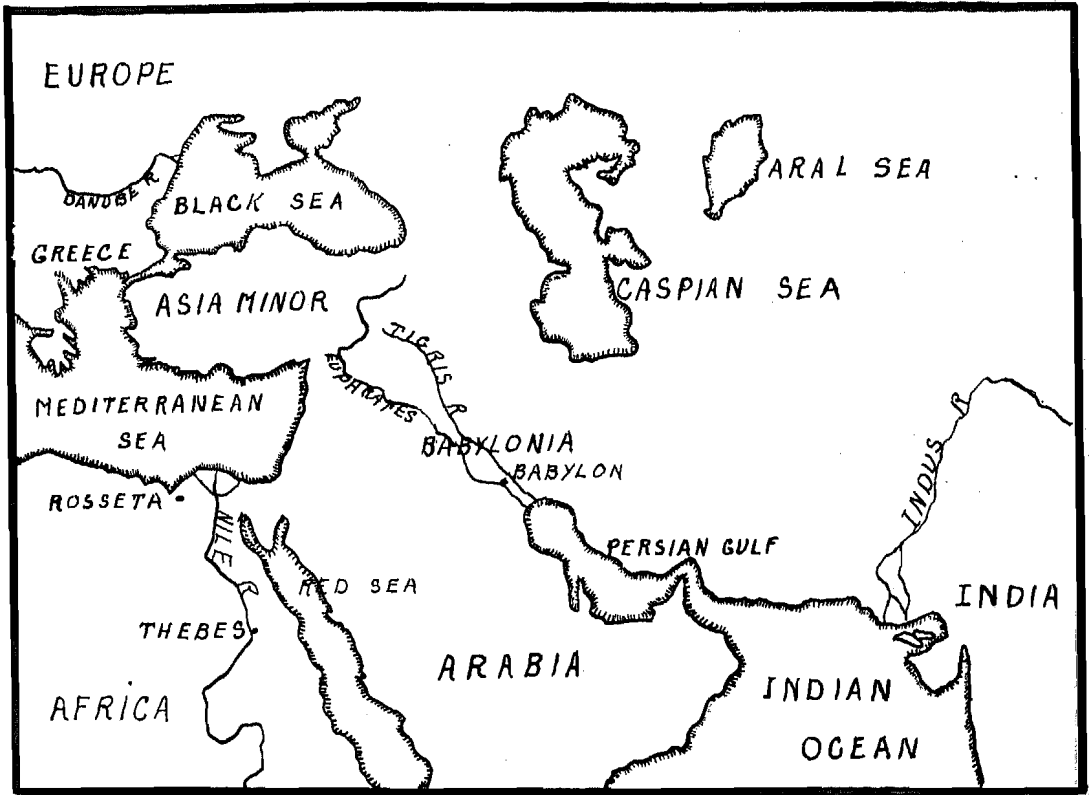 EUROPE
ARAL SEA
DANUBE R
BLACK SEA
GREECE
CASPIAN SEA
ASIA MINOR
TIGRIS R
EUPHRATES
MEDITERRANEAN
SEA
BABYLONIA
BABYLON
ROSSETA
INDUS R
NILE R
PERSIAN GULF
RED SEA
INDIA
THEBES
ARABIA
AFRICA
INDIAN
OCEAN